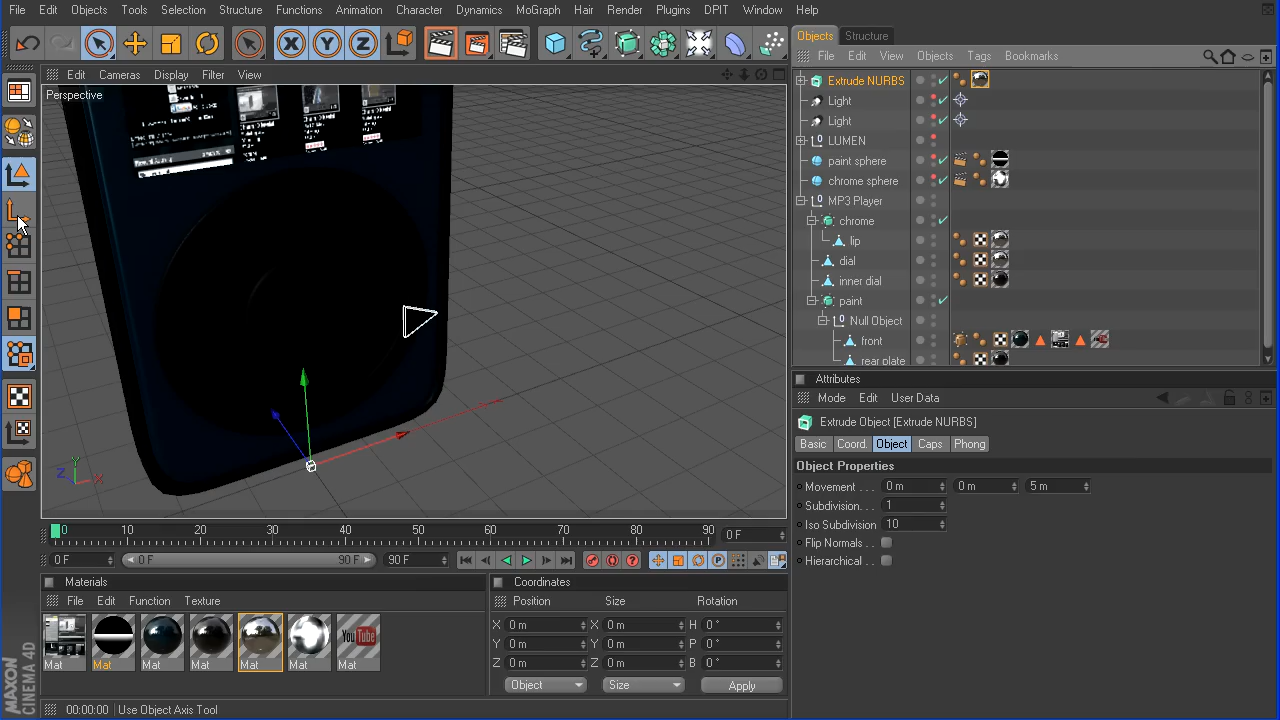 File Edit Objects Tools Selection Structure Functions Animation Character Dynamics MoGraph Hair Render Plugins DPIT Window Help
Objects Structure
File Edit View Objects Tags Bookmarks
Edit Cameras Display Filter View
Perspective
Extrude NURBS
Light
Light
LUMEN
paint sphere
chrome sphere
MP3 Player
chrome
lip
dial
inner dial
paint
Null Object
front
rear plate
Y
Z X
Attributes
Mode Edit User Data
Extrude Object [Extrude NURBS]
Basic Coord. Object Caps Phong
Object Properties
Movement . . . 0 m 0 m 5 m
Subdivision. . . 1
Iso Subdivision 10
Flip Normals . .
Hierarchical . .
0 10 20 30 40 50 60 70 80 90 0 F
0 F 0 F 90 F 90 F
Materials
File Edit Function Texture
Mat Mat Mat Mat Mat Mat Mat
You Tube
Coordinates
Position Size Rotation
X 0 m X 0 m H 0 °
Y 0 m Y 0 m P 0 °
Z 0 m Z 0 m B 0 °
Object Size Apply
MAXON
CINEMA 4D
00:00:00 Use Object Axis Tool